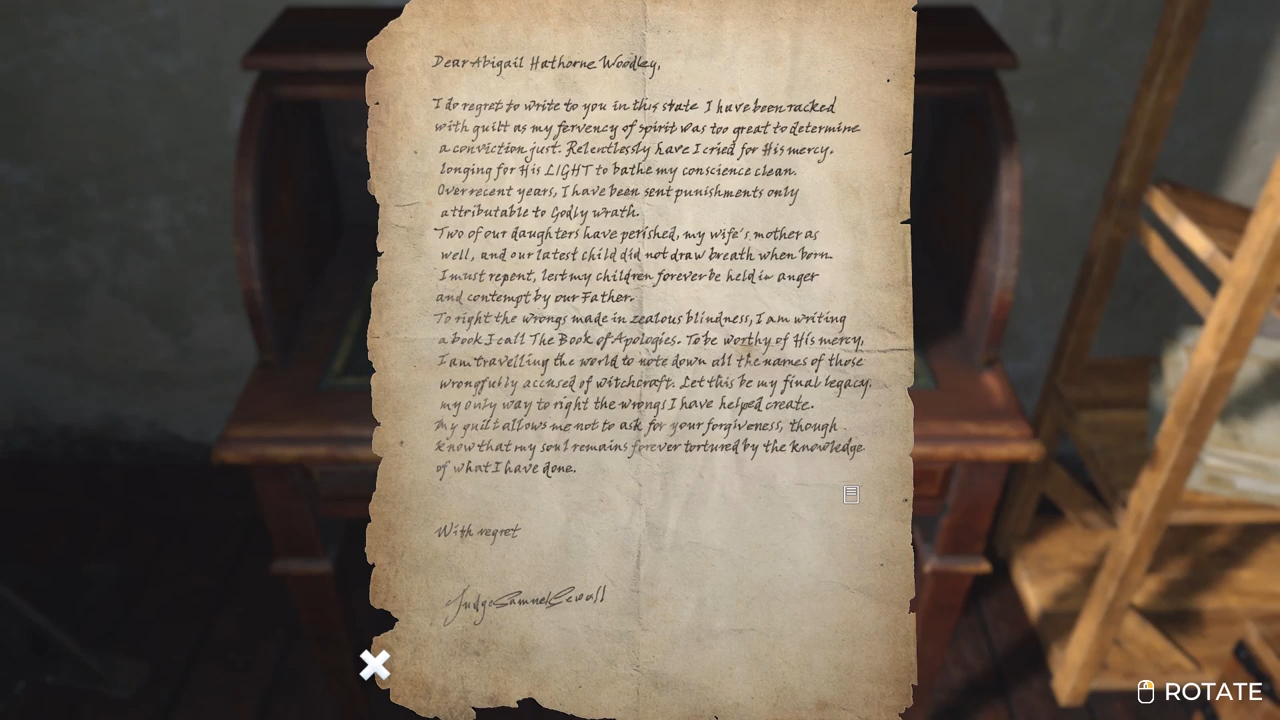 Dear Abigail Hathorne Woodley,
I do regret to write to you in this state I have been racked
with guilt as my fervency of spirit was too great to determine
a conviction just. Relentlessly have I cried for His mercy,
longing for His LIGHT to bathe my conscience clean.
Over recent years, I have been sent punishments only
attributable to Godly wrath.
Two of our daughters have perished, my wife's mother as
well, and our latest child did not draw breath when born.
I must repent, lest my children forever be held in anger
and contempt by our Father.
To right the wrongs made in zealous blindness, I am writing
a book I call The Book of Apologies. To be worthy of His mercy,
I am travelling the world to note down all the names of those
wrongfully accused of witchcraft. Let this be my final legacy,
my only way to right the wrongs I have helped create.
My guilt allows me not to ask for your forgiveness, though
know that my soul remains forever tortured by the knowledge
of what I have done.
With regret
Judge Samuel Sewall
ROTATE